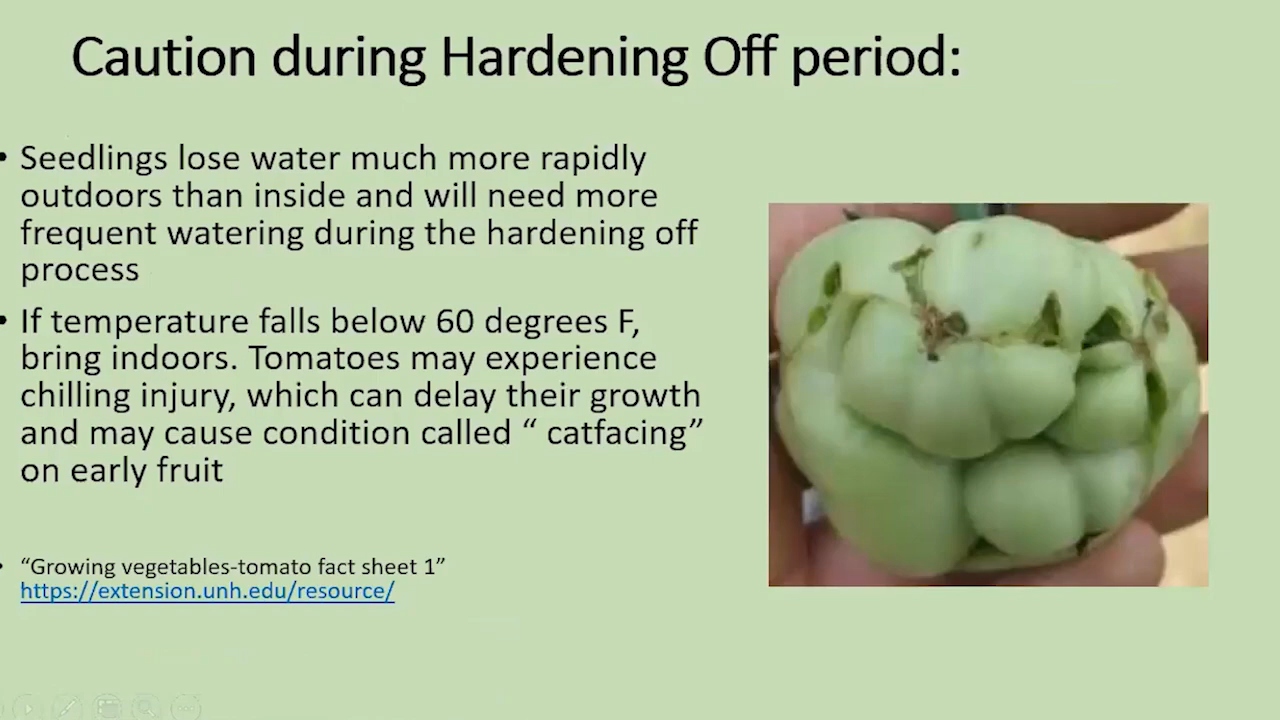 Caution during Hardening Off period:
• Seedlings lose water much more rapidly
outdoors than inside and will need more
frequent watering during the hardening off
process
• If temperature falls below 60 degrees F,
bring indoors. Tomatoes may experience
chilling injury, which can delay their growth
and may cause condition called “ catfacing”
on early fruit
• “Growing vegetables-tomato fact sheet 1”
https://extension.unh.edu/resource/